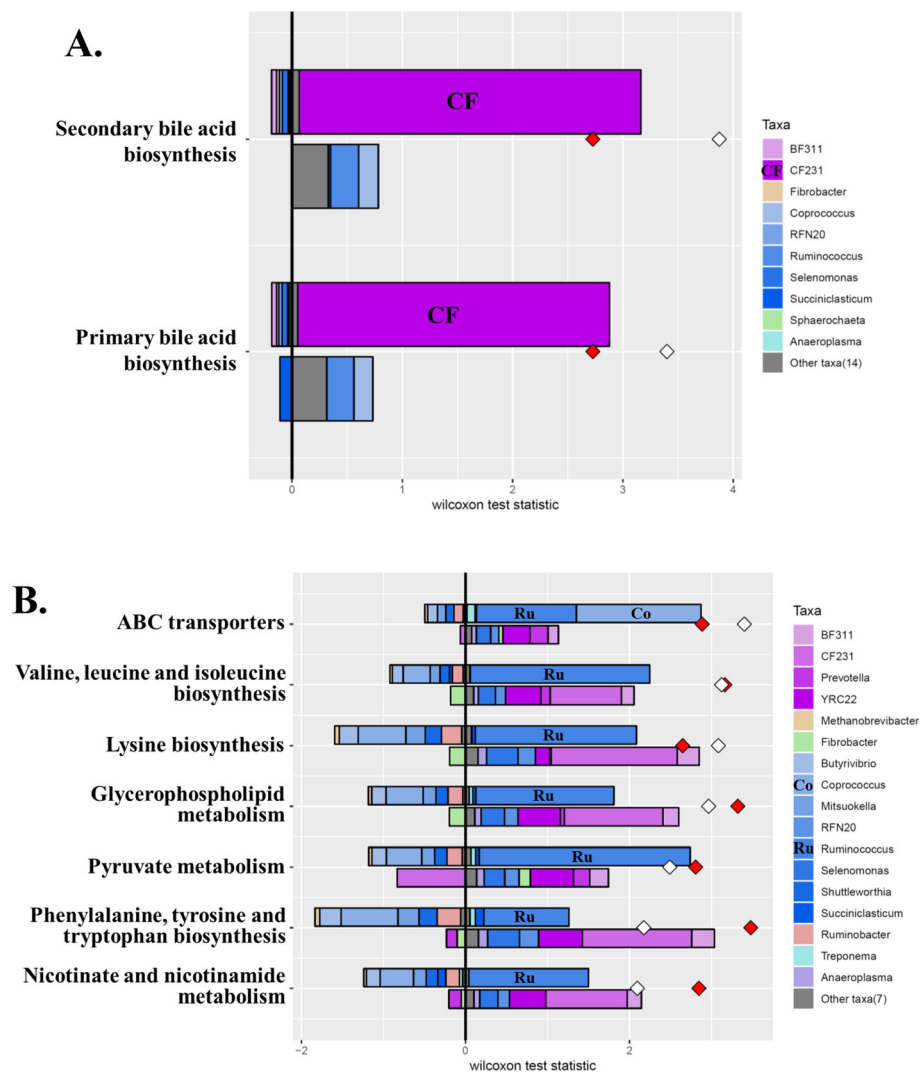 A.
Secondary bile acid
biosynthesis
CF
Primary bile acid
biosynthesis
CF
0 1 2 3 4
wilcoxon test statistic
Taxa
BF311
CF CF231
Fibrobacter
Coprococcus
RFN20
Ruminococcus
Selenomonas
Succiniclasticum
Sphaerochaeta
Anaeroplasma
Other taxa(14)
B.
ABC transporters
Ru Co
Valine, leucine and isoleucine
biosynthesis
Ru
Lysine biosynthesis
Ru
Glycerophospholipid
metabolism
Ru
Pyruvate metabolism
Ru
Phenylalanine, tyrosine and
tryptophan biosynthesis
Ru
Nicotinate and nicotinamide
metabolism
Ru
−2 0 2
wilcoxon test statistic
Taxa
BF311
CF231
Prevotella
YRC22
Methanobrevibacter
Fibrobacter
Butyrivibrio
Co Coprococcus
Mitsuokella
RFN20
Ru Ruminococcus
Selenomonas
Shuttleworthia
Succiniclasticum
Ruminobacter
Treponema
Anaeroplasma
Other taxa(7)